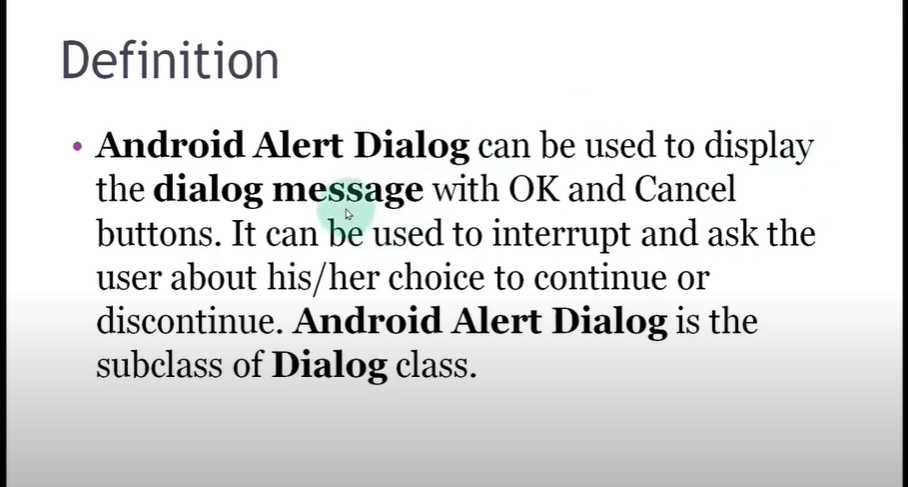 Definition
• Android Alert Dialog can be used to display
the dialog message with OK and Cancel
buttons. It can be used to interrupt and ask the
user about his/her choice to continue or
discontinue. Android Alert Dialog is the
subclass of Dialog class.